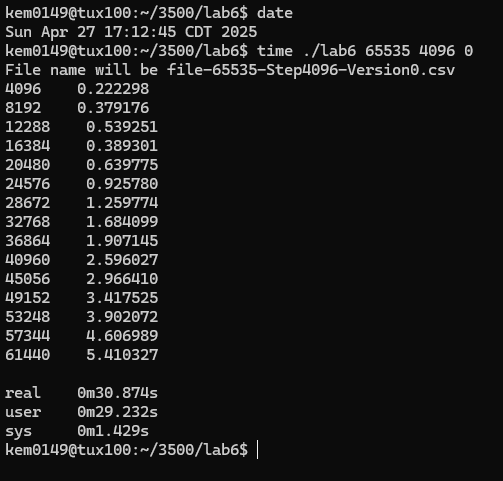 kem0149@tux100:~/3500/lab6$ date
Sun Apr 27 17:12:45 CDT 2025
kem0149@tux100:~/3500/lab6$ time ./lab6 65535 4096 0
File name will be file-65535-Step4096-Version0.csv
4096    0.222298
8192    0.379176
12288    0.539251
16384    0.389301
20480    0.639775
24576    0.925780
28672    1.259774
32768    1.684099
36864    1.907145
40960    2.596027
45056    2.966410
49152    3.417525
53248    3.902072
57344    4.606989
61440    5.410327
real    0m30.874s
user    0m29.232s
sys     0m1.429s
kem0149@tux100:~/3500/lab6$